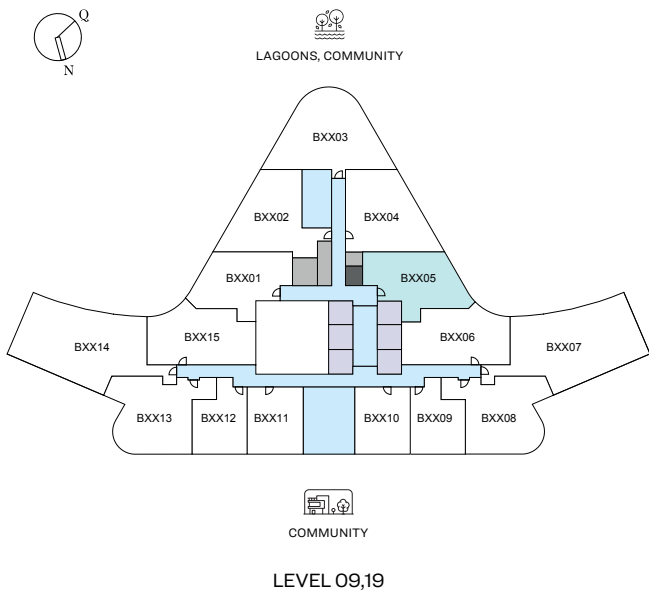 Q
N
LAGOONS, COMMUNITY
BXX03
BXX02
BXX04
BXX01
BXX05
BXX14
BXX15
BXX06
BXX07
BXX13
BXX12
BXX11
BXX10
BXX09
BXX08
COMMUNITY
LEVEL 09,19